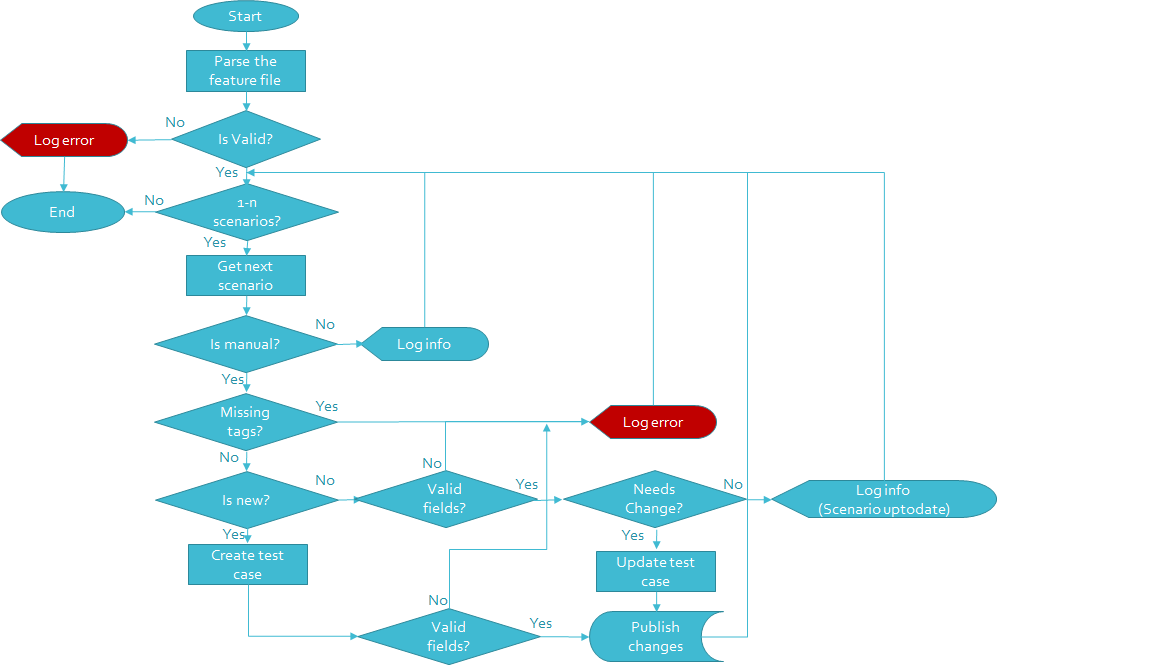 Start
Parse the
feature file
No
Log error
Is Valid?
Yes
No
End
1-n
scenarios?
Yes
Get next
scenario
No
Is manual?
Log info
Yes
Yes
Missing
tags?
Log error
No
No
No
Yes
No
Is new?
Valid
fields?
Needs
Change?
Log info
(Scenario uptodate)
Yes
Yes
Create test
case
Update test
case
No
Yes
Valid
fields?
Publish
changes